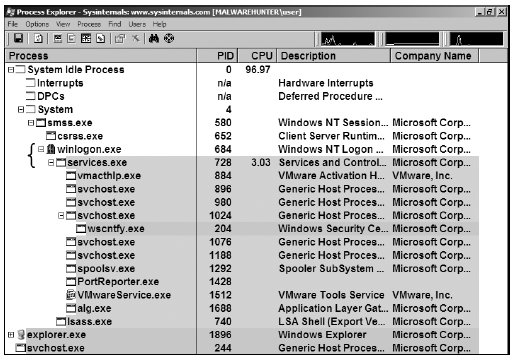 Process Explorer - Sysinternals: www.sysinternals.com [MALWAREHUNTER\user]
File Options View Process Find Users Help
Process PID CPU Description Company Name
System Idle Process 0 96.97
Interrupts n/a Hardware Interrupts
DPCs n/a Deferred Procedure ...
System 4
smss.exe 580 Windows NT Session... Microsoft Corp...
csrss.exe 652 Client Server Runtim... Microsoft Corp...
winlogon.exe 684 Windows NT Logon ... Microsoft Corp...
services.exe 728 3.03 Services and Control... Microsoft Corp...
vmacthlp.exe 884 VMware Activation H... VMware, Inc.
svchost.exe 896 Generic Host Proces... Microsoft Corp...
svchost.exe 980 Generic Host Proces... Microsoft Corp...
svchost.exe 1024 Generic Host Proces... Microsoft Corp...
wscntfy.exe 204 Windows Security Ce... Microsoft Corp...
svchost.exe 1076 Generic Host Proces... Microsoft Corp...
svchost.exe 1188 Generic Host Proces... Microsoft Corp...
spoolsv.exe 1292 Spooler SubSystem ... Microsoft Corp...
PortReporter.exe 1428
VMwareService.exe 1512 VMware Tools Service VMware, Inc.
alg.exe 1688 Application Layer Gat... Microsoft Corp...
lsass.exe 740 LSA Shell (Export Ve... Microsoft Corp...
explorer.exe 1896 Windows Explorer Microsoft Corp...
svchost.exe 244 Generic Host Proces... Microsoft Corp...